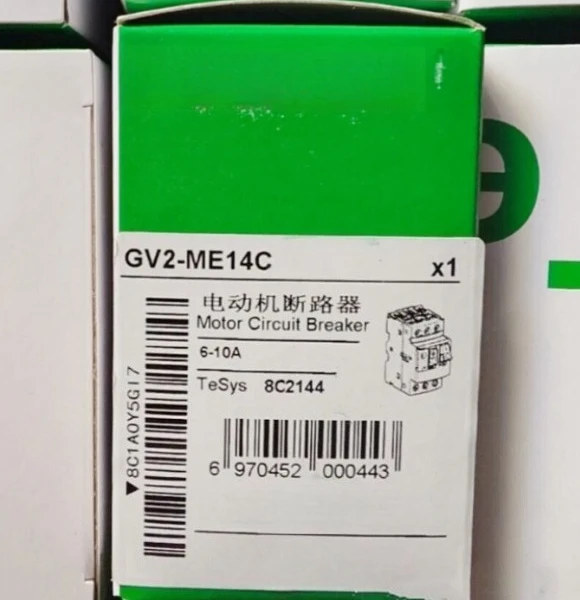 GV2-ME14C
x1
电动机断路器
Motor Circuit Breaker
6-10A
TeSys 8C2144
▼8C1A0Y5GI7
6 970452 000443